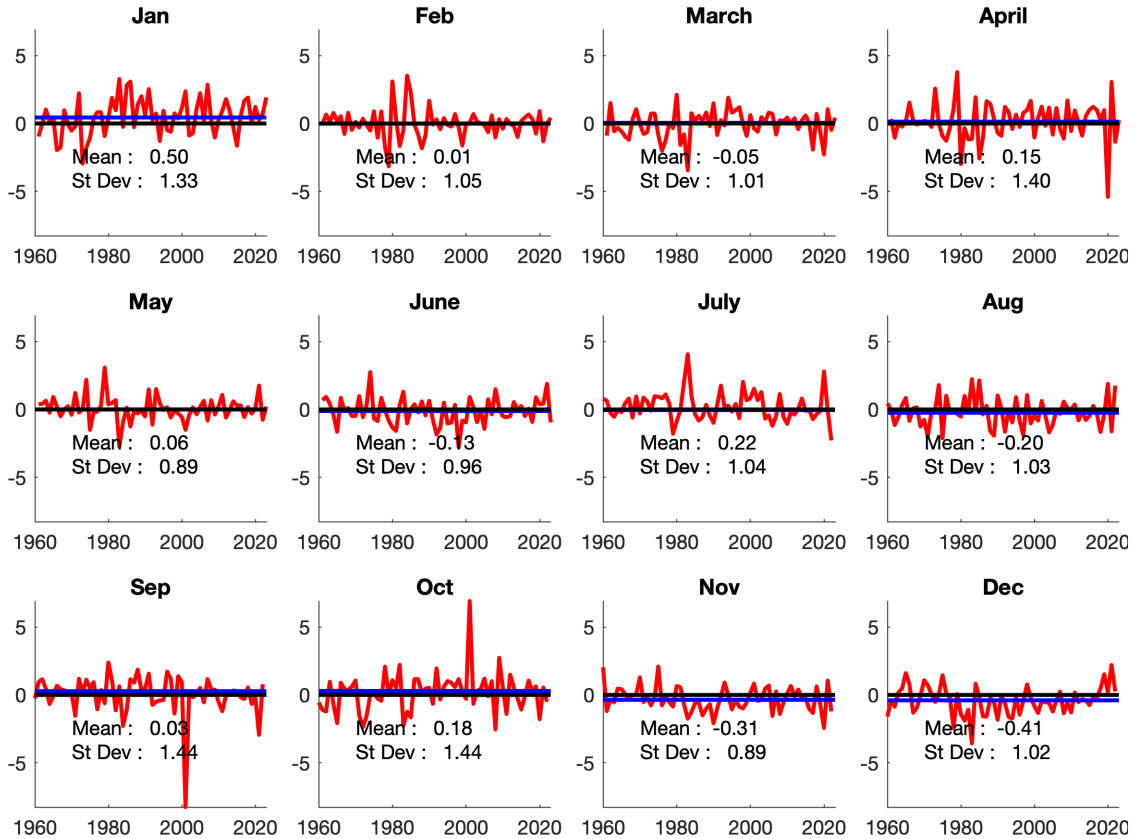 Jan Feb March April
5 5 5 5
0 0 0 0
Mean : 0.50 Mean : 0.01 Mean : -0.05 Mean : 0.15
St Dev : 1.33 St Dev : 1.05 St Dev : 1.01 St Dev : 1.40
-5 -5 -5 -5
1960 1980 2000 2020 1960 1980 2000 2020 1960 1980 2000 2020 1960 1980 2000 2020
May June July Aug
5 5 5 5
0 0 0 0
Mean : 0.06 Mean : -0.13 Mean : 0.22 Mean : -0.20
St Dev : 0.89 St Dev : 0.96 St Dev : 1.04 St Dev : 1.03
-5 -5 -5 -5
1960 1980 2000 2020 1960 1980 2000 2020 1960 1980 2000 2020 1960 1980 2000 2020
Sep Oct Nov Dec
5 5 5 5
0 0 0 0
Mean : 0.03 Mean : 0.18 Mean : -0.31 Mean : -0.41
St Dev : 1.44 St Dev : 1.44 St Dev : 0.89 St Dev : 1.02
-5 -5 -5 -5
1960 1980 2000 2020 1960 1980 2000 2020 1960 1980 2000 2020 1960 1980 2000 2020